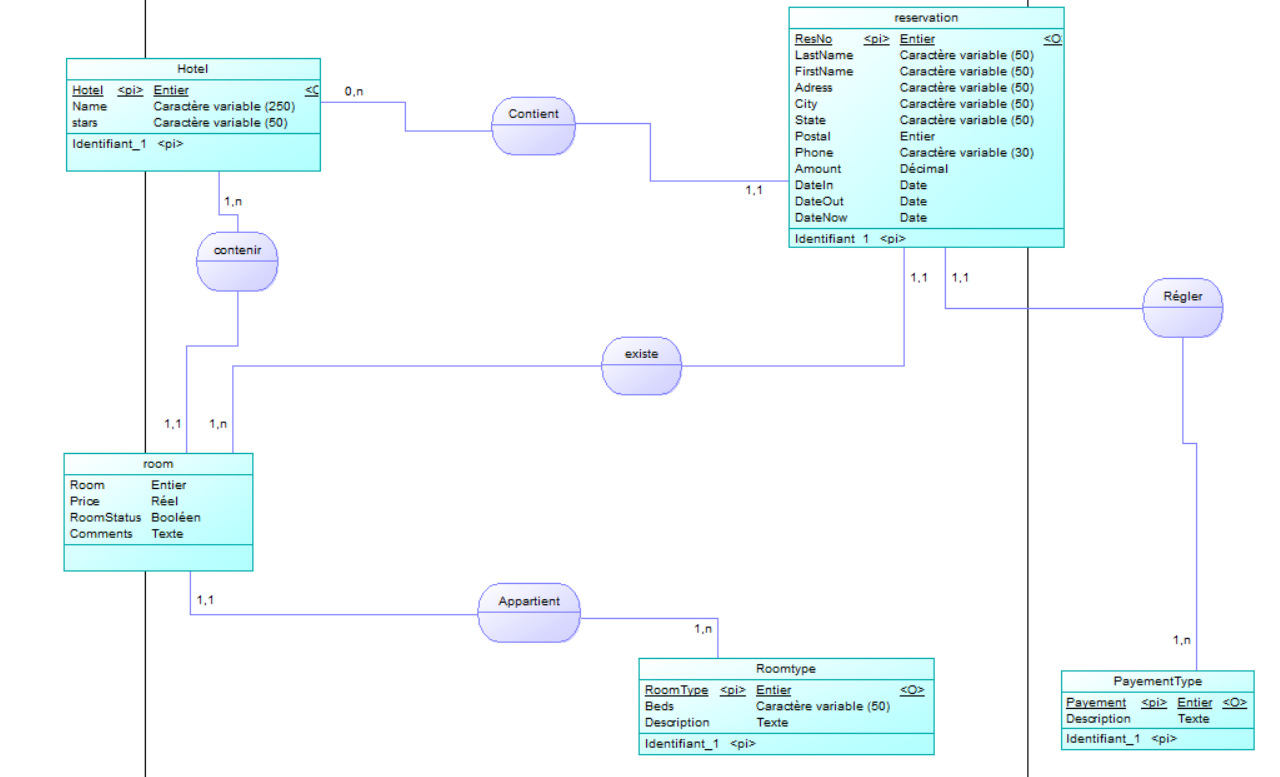 reservation
ResNo <pi> Entier <O
LastName Caractère variable (50)
FirstName Caractère variable (50)
Adress Caractère variable (50)
City Caractère variable (50)
State Caractère variable (50)
Postal Entier
Phone Caractère variable (30)
Amount Décimal
DateIn Date
DateOut Date
DateNow Date
Identifiant 1 <pi>
Hotel
Hotel <pi> Entier <O
Name Caractère variable (250)
stars Caractère variable (50)
Identifiant_1 <pi>
0,n
Contient
1,1
1,n
contenir
1,1
1,1
Régler
existe
1,1
1,n
room
Room Entier
Price Réel
RoomStatus Booléen
Comments Texte
1,1
Appartient
1,n
1,n
Roomtype
RoomType <pi> Entier <O>
Beds Caractère variable (50)
Description Texte
Identifiant_1 <pi>
PayementType
Payement <pi> Entier <O>
Description Texte
Identifiant_1 <pi>